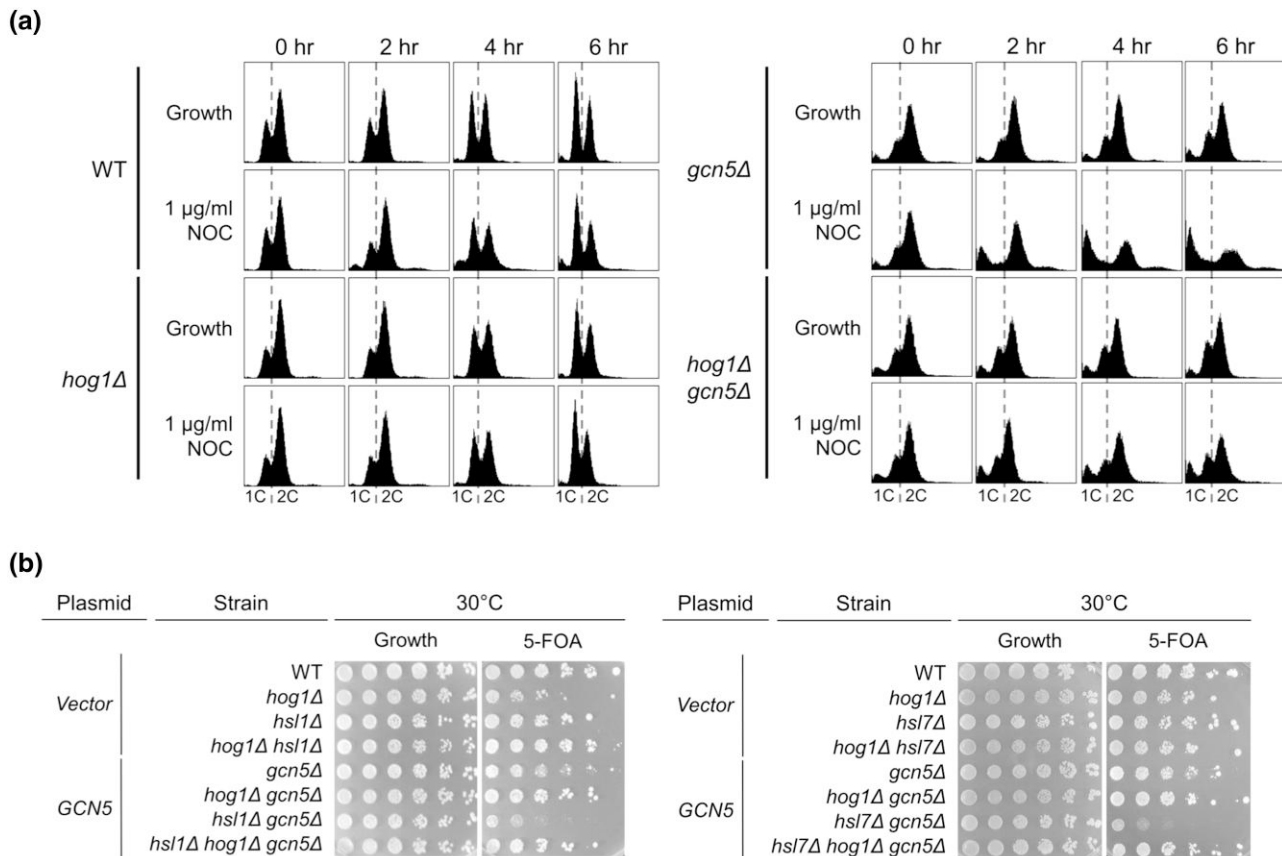 (a)
0 hr 2 hr 4 hr 6 hr
WT
Growth
1 µg/ml
NOC
hog1Δ
Growth
1 µg/ml
NOC
1C 2C 1C 2C 1C 2C 1C 2C
0 hr 2 hr 4 hr 6 hr
gcn5Δ
Growth
1 µg/ml
NOC
hog1Δ
gcn5Δ
Growth
1 µg/ml
NOC
1C 2C 1C 2C 1C 2C 1C 2C
(b)
Plasmid Strain 30°C
Growth 5-FOA
Vector
WT
hog1Δ
hsl1Δ
hog1Δ hsl1Δ
GCN5
gcn5Δ
hog1Δ gcn5Δ
hsl1Δ gcn5Δ
hsl1Δ hog1Δ gcn5Δ
Plasmid Strain 30°C
Growth 5-FOA
Vector
WT
hog1Δ
hsl7Δ
hog1Δ hsl7Δ
GCN5
gcn5Δ
hog1Δ gcn5Δ
hsl7Δ gcn5Δ
hsl7Δ hog1Δ gcn5Δ